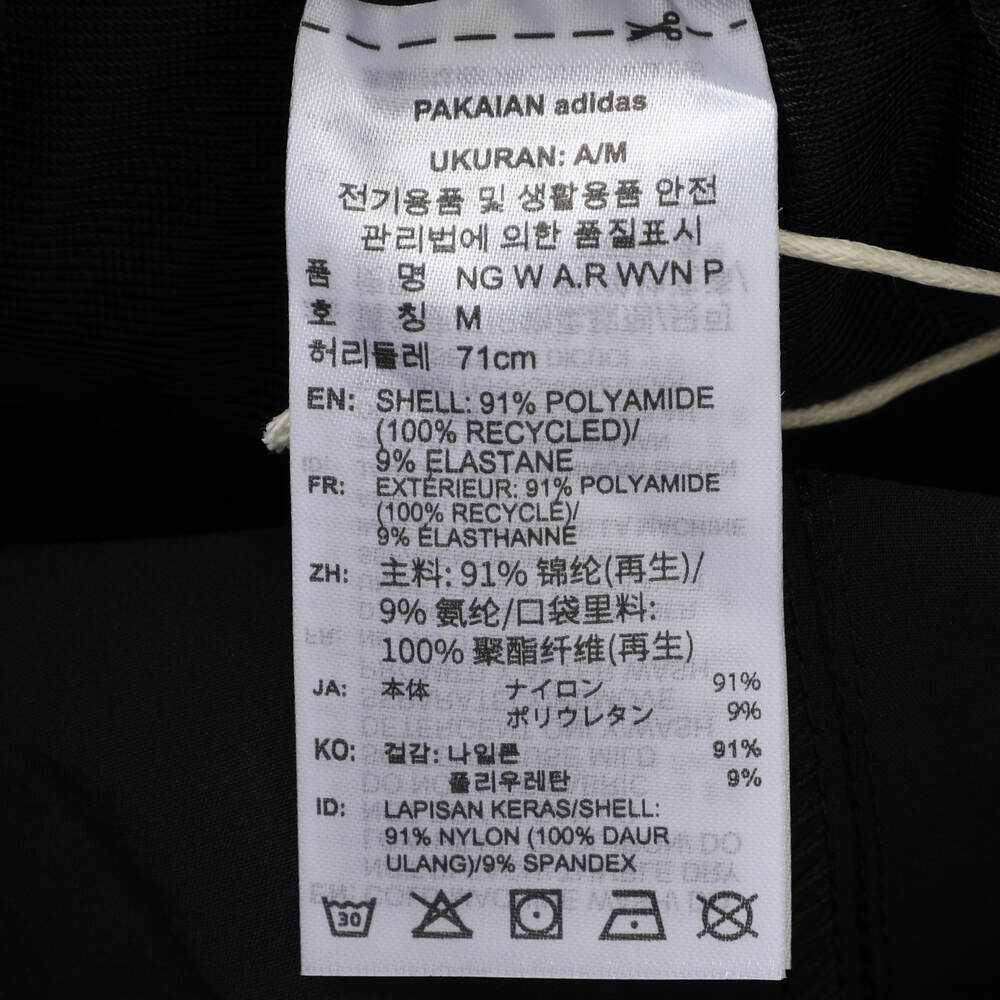 PAKAIAN adidas
UKURAN: A/M
전기용품 및 생활용품 안전
관리법에 의한 품질표시
품 명 NG W A.R WVN P
호 칭 M
허리둘레 71cm
EN: SHELL: 91% POLYAMIDE
(100% RECYCLED)/
9% ELASTANE
FR: EXTÉRIEUR: 91% POLYAMIDE
(100% RECYCLÉ)/
9% ÉLASTHANNE
ZH: 主料: 91% 锦纶(再生)/
9% 氨纶/口袋里料:
100% 聚酯纤维(再生)
JA: 本体 ナイロン 91%
ポリウレタン 9%
KO: 겉감: 나일론 91%
폴리우레탄 9%
ID: LAPISAN KERAS/SHELL:
91% NYLON (100% DAUR
ULANG)/9% SPANDEX
30